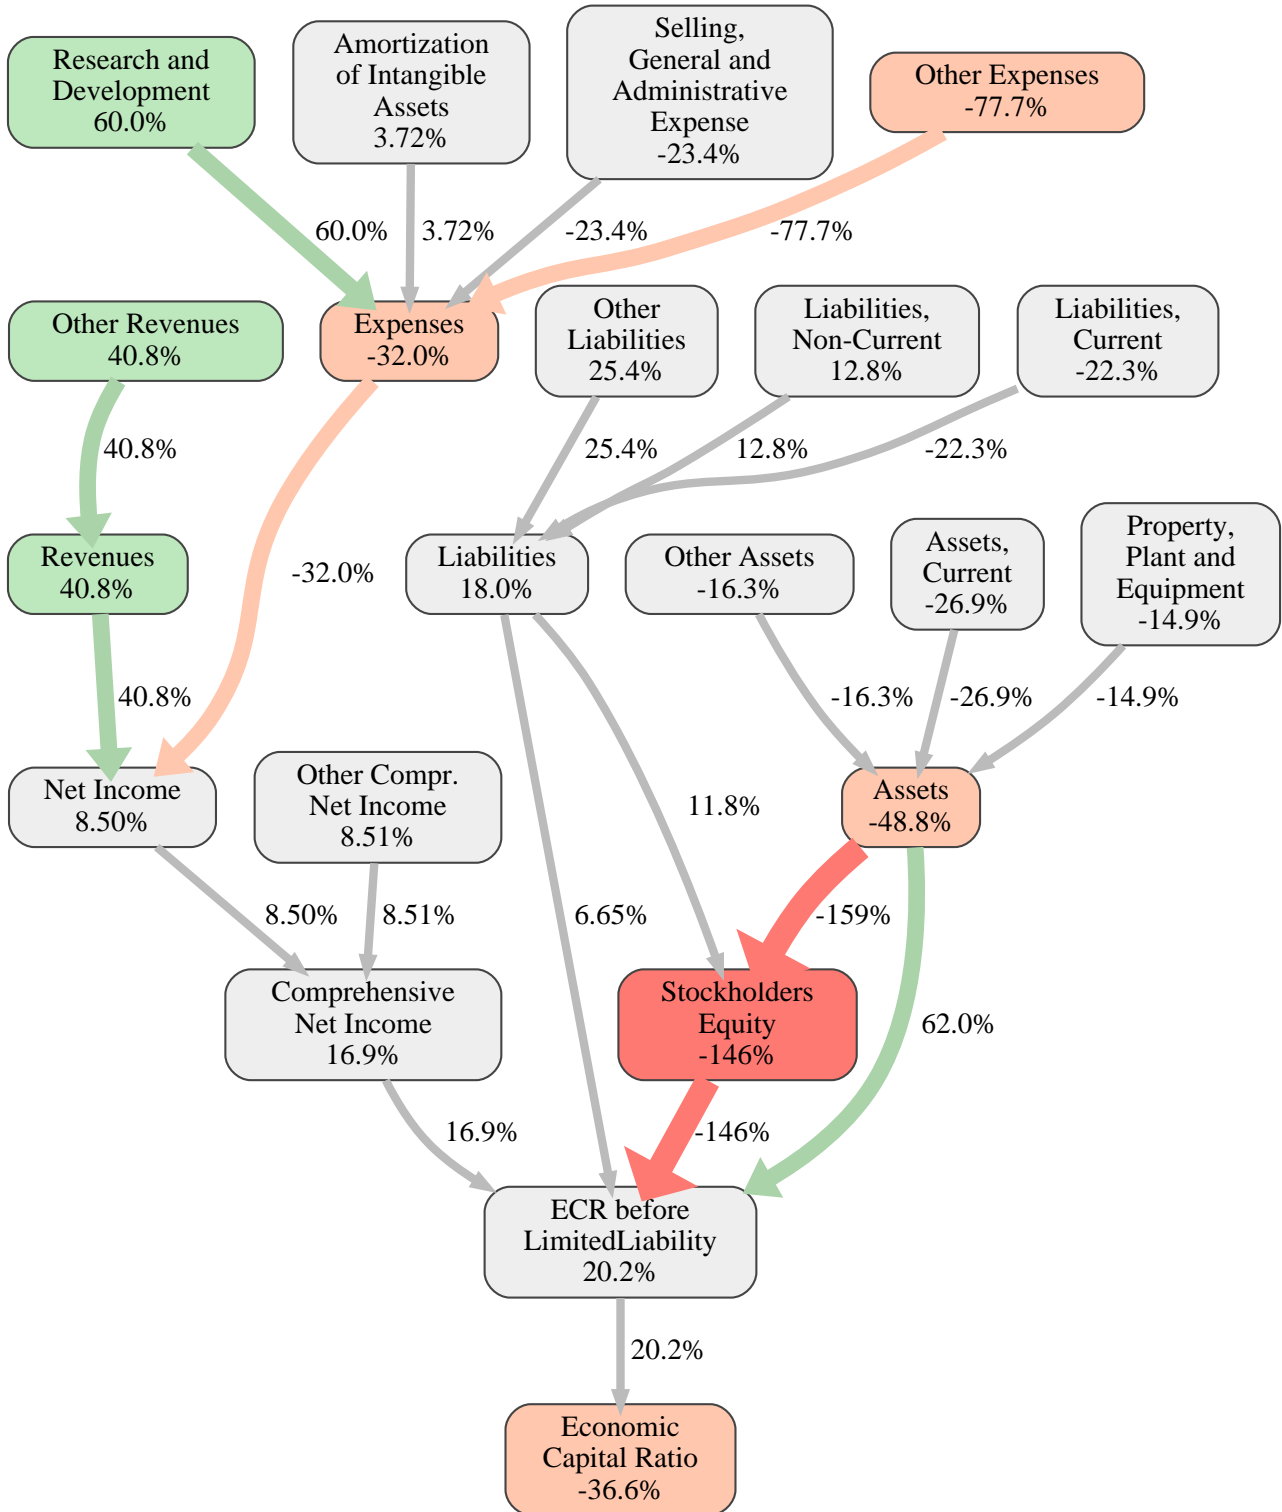 Research and
Development
60.0%
Amortization
of Intangible
Assets
3.72%
Selling,
General and
Administrative
Expense
-23.4%
Other Expenses
-77.7%
60.0%
3.72%
-23.4%
-77.7%
Other Revenues
40.8%
Expenses
-32.0%
Other
Liabilities
25.4%
Liabilities,
Non-Current
12.8%
Liabilities,
Current
-22.3%
40.8%
25.4%
12.8%
-22.3%
Revenues
40.8%
-32.0%
Liabilities
18.0%
Other Assets
-16.3%
Assets,
Current
-26.9%
Property,
Plant and
Equipment
-14.9%
40.8%
-16.3%
-26.9%
-14.9%
Net Income
8.50%
Other Compr.
Net Income
8.51%
11.8%
Assets
-48.8%
8.50%
8.51%
6.65%
-159%
Comprehensive
Net Income
16.9%
Stockholders
Equity
-146%
62.0%
16.9%
-146%
ECR before
LimitedLiability
20.2%
20.2%
Economic
Capital Ratio
-36.6%